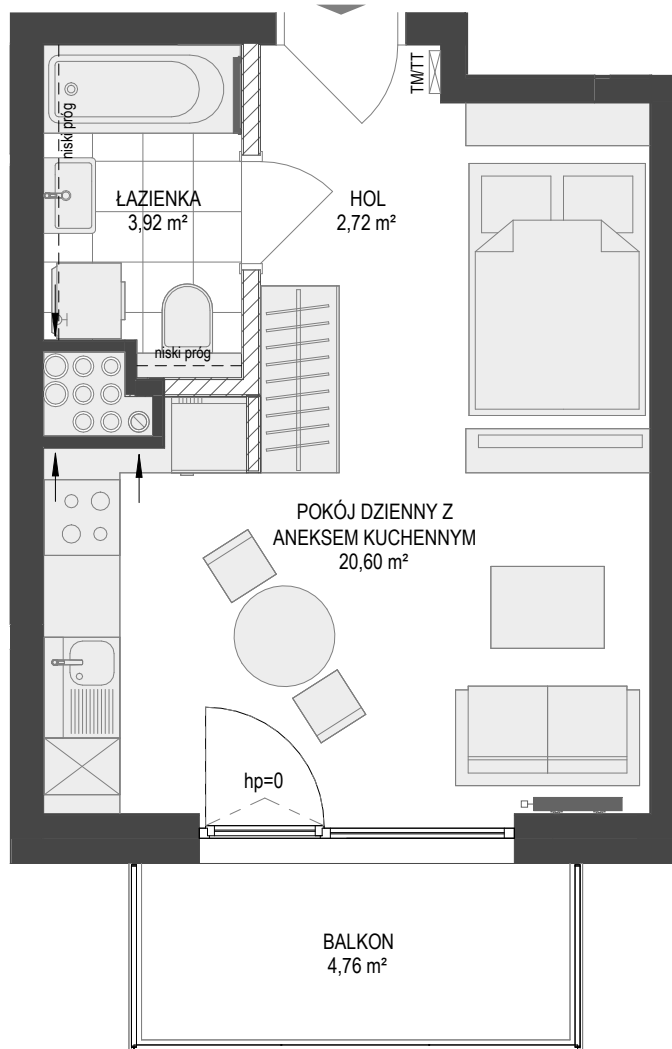 TM/TT
niski próg
ŁAZIENKA
3,92 m²
HOL
2,72 m²
niski próg
POKÓJ DZIENNY Z
ANEKSEM KUCHENNYM
20,60 m²
hp=0
BALKON
4,76 m²